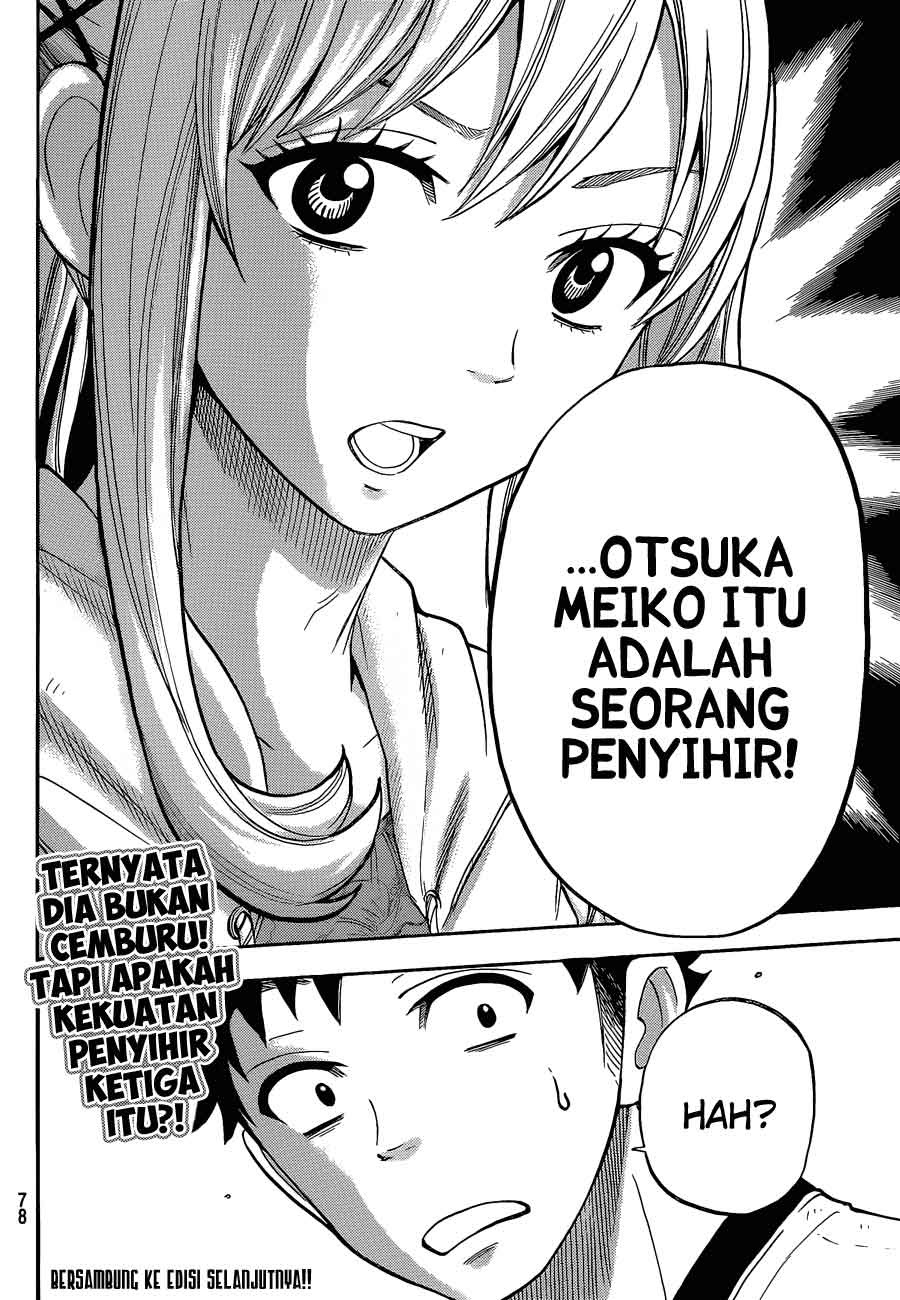 ...OTSUKA
MEIKO ITU
ADALAH
SEORANG
PENYIHIR!
TERNYATA
DIA BUKAN
CEMBURU!
TAPI APAKAH
KEKUATAN
PENYIHIR
KETIGA
ITU?!
HAH?
78
BERSAMBUNG KE EDISI SELANJUTNYA!!